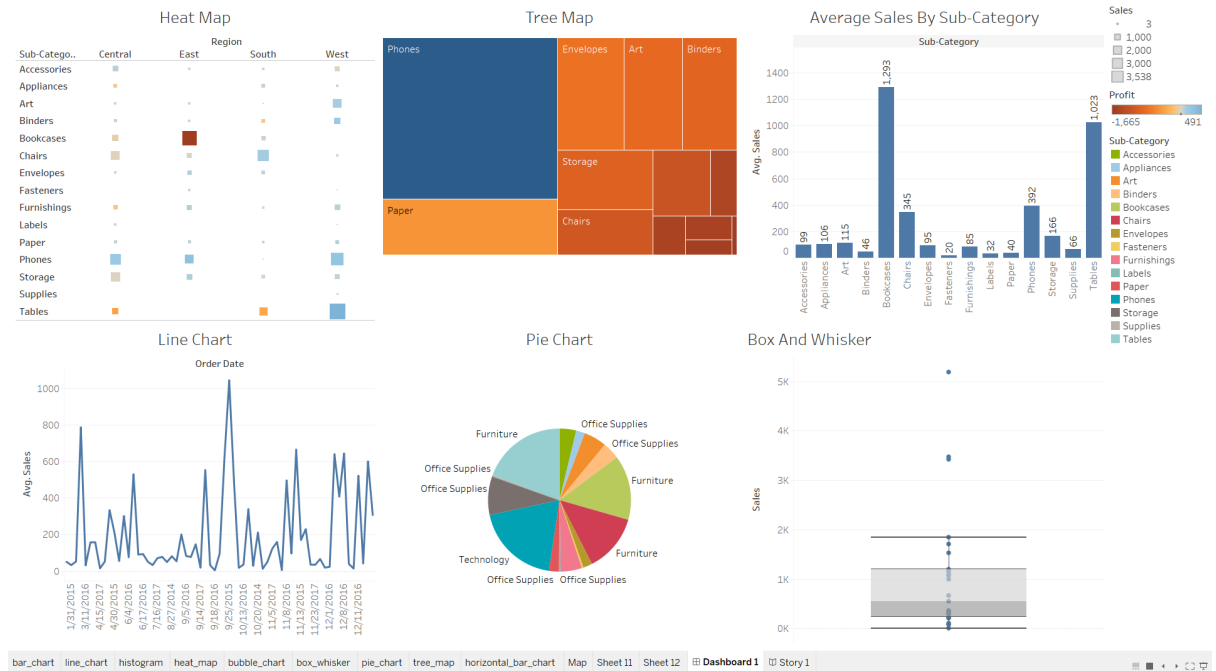 Heat Map
Region
Sub-Catego.. Central East South West
Accessories
Appliances
Art
Binders
Bookcases
Chairs
Envelopes
Fasteners
Furnishings
Labels
Paper
Phones
Storage
Supplies
Tables
Tree Map
Phones
Envelopes
Art
Binders
Storage
Paper
Chairs
Average Sales By Sub-Category
Sub-Category
Avg. Sales
1400
1200
1000
800
600
400
200
0
99
106
115
46
1,293
345
95
20
85
32
40
392
166
66
1,023
Accessories
Appliances
Art
Binders
Bookcases
Chairs
Envelopes
Fasteners
Furnishings
Labels
Paper
Phones
Storage
Supplies
Tables
Sales
3
1,000
2,000
3,000
3,538
Profit
-1,665 491
Sub-Category
Accessories
Appliances
Art
Binders
Bookcases
Chairs
Envelopes
Fasteners
Furnishings
Labels
Paper
Phones
Storage
Supplies
Tables
Line Chart
Order Date
Avg. Sales
1000
800
600
400
200
0
1/31/2015
3/11/2016
4/15/2017
4/30/2015
6/4/2016
6/17/2016
7/16/2017
8/27/2014
9/5/2016
9/14/2017
9/18/2016
9/25/2015
10/13/2016
10/20/2014
11/5/2017
11/8/2016
11/13/2015
11/23/2017
12/1/2016
12/8/2016
12/11/2016
Pie Chart
Office Supplies
Furniture
Office Supplies
Office Supplies
Furniture
Office Supplies
Furniture
Technology
Office Supplies
Office Supplies
Box And Whisker
Sales
5K
4K
3K
2K
1K
0K
bar_chart line_chart histogram heat_map bubble_chart box_whisker pie_chart tree_map horizontal_bar_chart Map Sheet 11 Sheet 12 Dashboard 1 Story 1